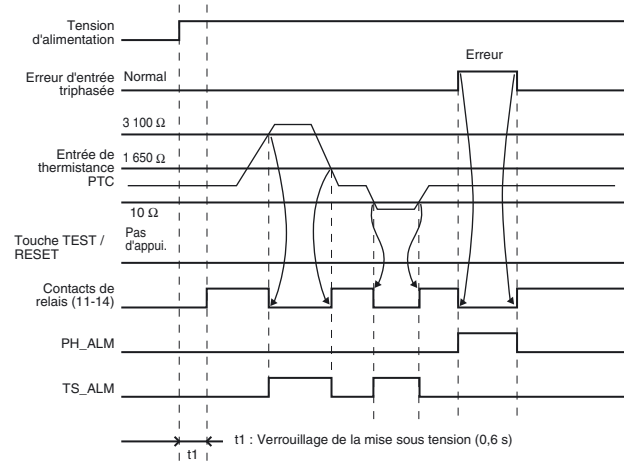 Tension
d'alimentation
Erreur
Erreur d'entrée
triphasée
Normal
3 100 Ω
Entrée de
thermistance
PTC
1 650 Ω
10 Ω
Touche TEST /
RESET
Pas
d'appui.
Contacts de
relais (11-14)
PH_ALM
TS_ALM
t1 : Verrouillage de la mise sous tension (0,6 s)
t1